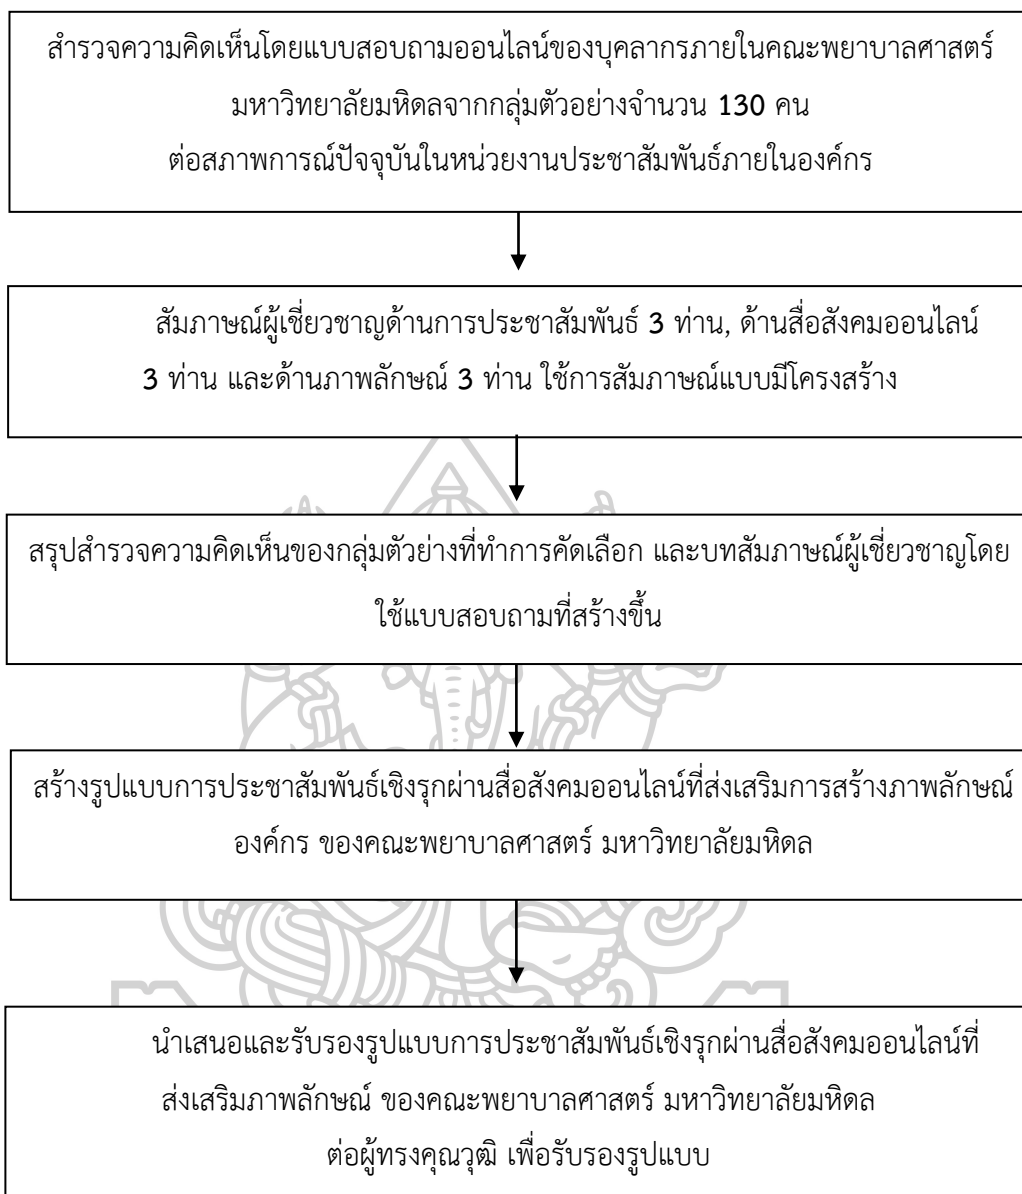 สำรวจความคิดเห็นโดยแบบสอบถามออนไลน์ของบุคลากรภายในคณะพยาบาลศาสตร์
มหาวิทยาลัยมหิดลจากกลุ่มตัวอย่างจำนวน 130 คน
ต่อสภาพการณ์ปัจจุบันในหน่วยงานประชาสัมพันธ์ภายในองค์กร
สัมภาษณ์ผู้เชี่ยวชาญด้านการประชาสัมพันธ์ 3 ท่าน, ด้านสื่อสังคมออนไลน์
3 ท่าน และด้านภาพลักษณ์ 3 ท่าน ใช้การสัมภาษณ์แบบมีโครงสร้าง
สรุปสำรวจความคิดเห็นของกลุ่มตัวอย่างที่ทำการคัดเลือก และบทสัมภาษณ์ผู้เชี่ยวชาญโดย
ใช้แบบสอบถามที่สร้างขึ้น
สร้างรูปแบบการประชาสัมพันธ์เชิงรุกผ่านสื่อสังคมออนไลน์ที่ส่งเสริมการสร้างภาพลักษณ์
องค์กร ของคณะพยาบาลศาสตร์ มหาวิทยาลัยมหิดล
นำเสนอและรับรองรูปแบบการประชาสัมพันธ์เชิงรุกผ่านสื่อสังคมออนไลน์ที่
ส่งเสริมภาพลักษณ์ ของคณะพยาบาลศาสตร์ มหาวิทยาลัยมหิดล
ต่อผู้ทรงคุณวุฒิ เพื่อรับรองรูปแบบ